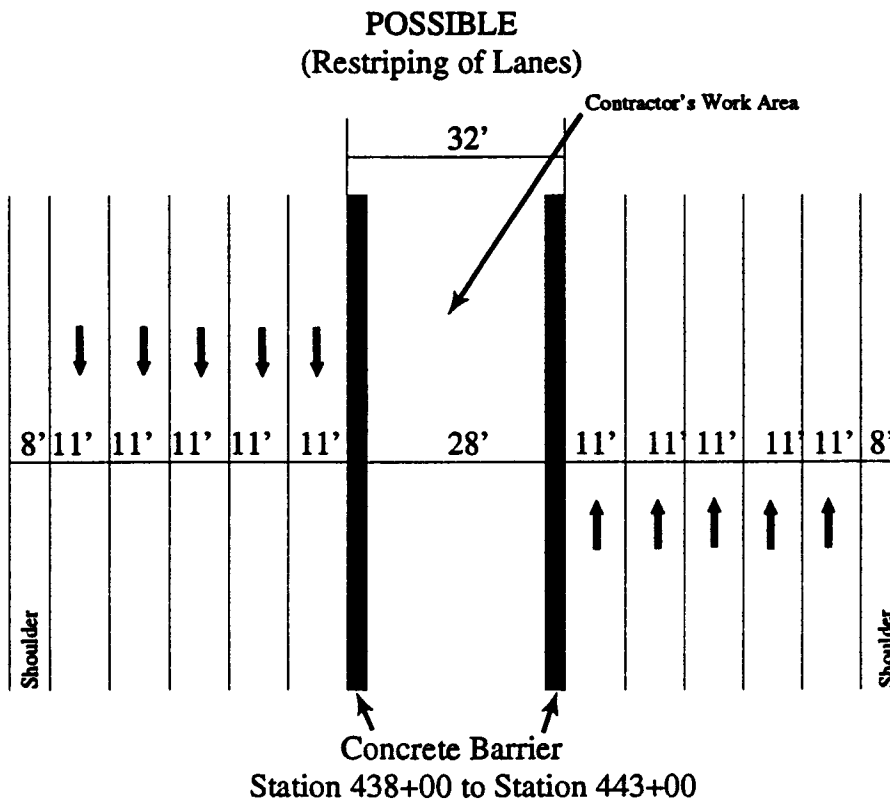 POSSIBLE
(Restriping of Lanes)
Contractor's Work Area
32'
8' 11' 11' 11' 11' 11' 28' 11' 11' 11' 11' 11' 8'
Shoulder
Shoulder
Concrete Barrier
Station 438+00 to Station 443+00